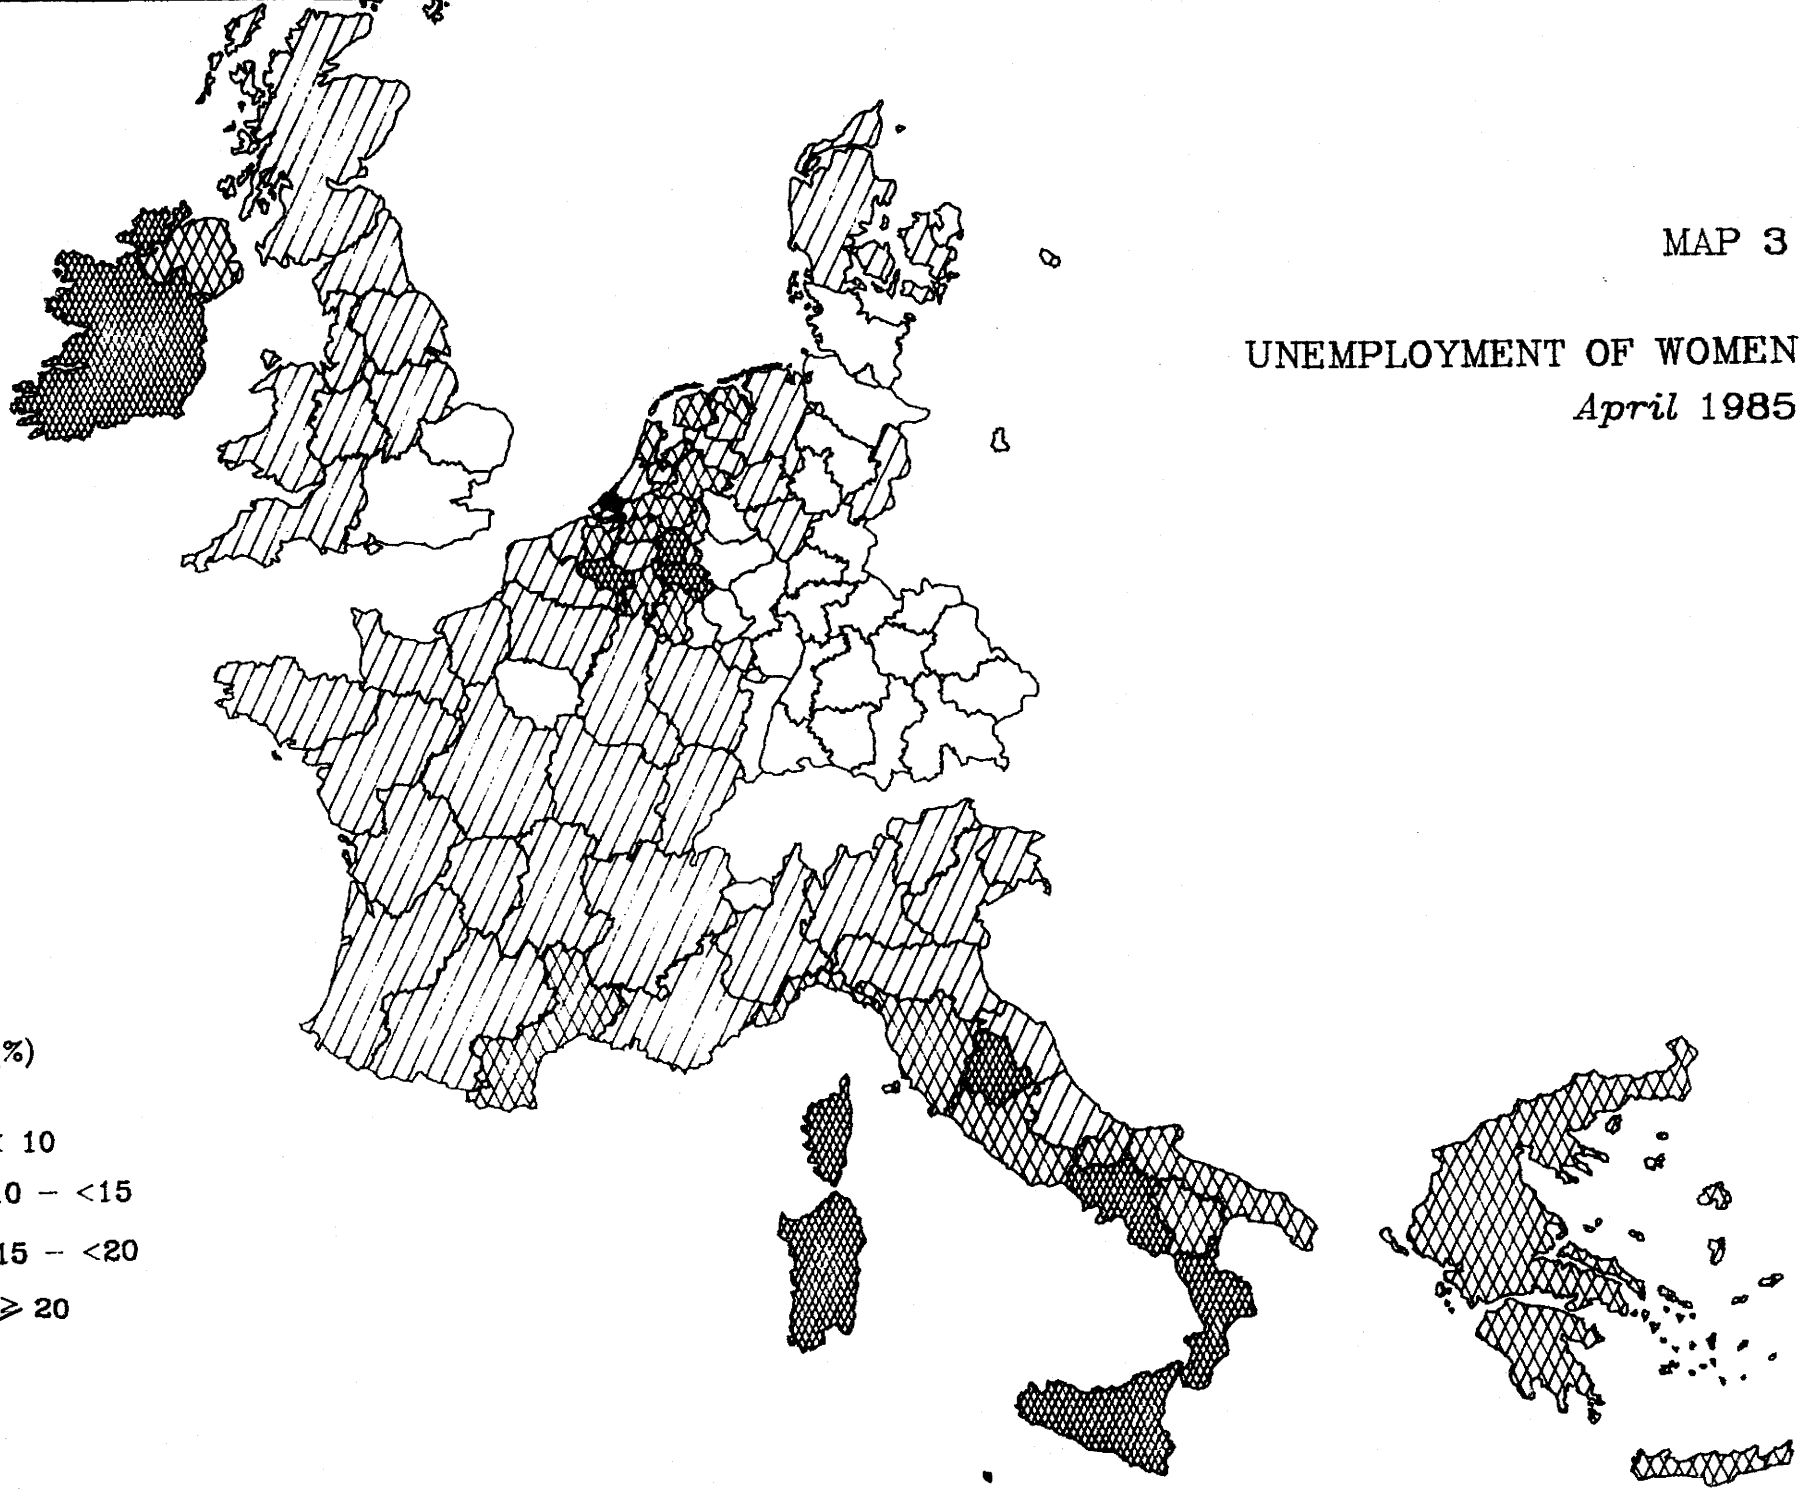 MAP 3
UNEMPLOYMENT OF WOMEN
April 1985
%)
10
0 - <15
15 - <20
≥ 20